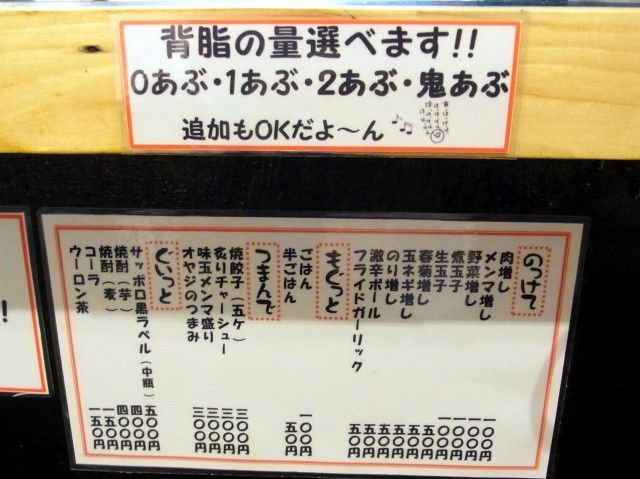 背脂の量選べます!!
0あぶ・1あぶ・2あぶ・鬼あぶ
追加もOKだよ〜ん
のっけて
肉増し 一〇〇円
メンマ増し 一〇〇円
野菜増し 一〇〇円
煮玉子 一〇〇円
生玉子 五〇円
春菊増し 五〇円
玉ネギ増し 五〇円
のり増し 五〇円
激辛ボール 五〇円
フライドガーリック 五〇円
もぐっと
ごはん 一〇〇円
半ごはん 五〇円
つまんで
焼餃子(五ケ) 三〇〇円
炙りチャーシュー 三〇〇円
味玉メンマ盛り 三〇〇円
オヤジのつまみ 三〇〇円
ぐいっと
サッポロ黒ラベル(中瓶) 五〇〇円
焼酎(芋) 四〇〇円
焼酎(麦) 四〇〇円
コーラ 一五〇円
ウーロン茶 一五〇円
!